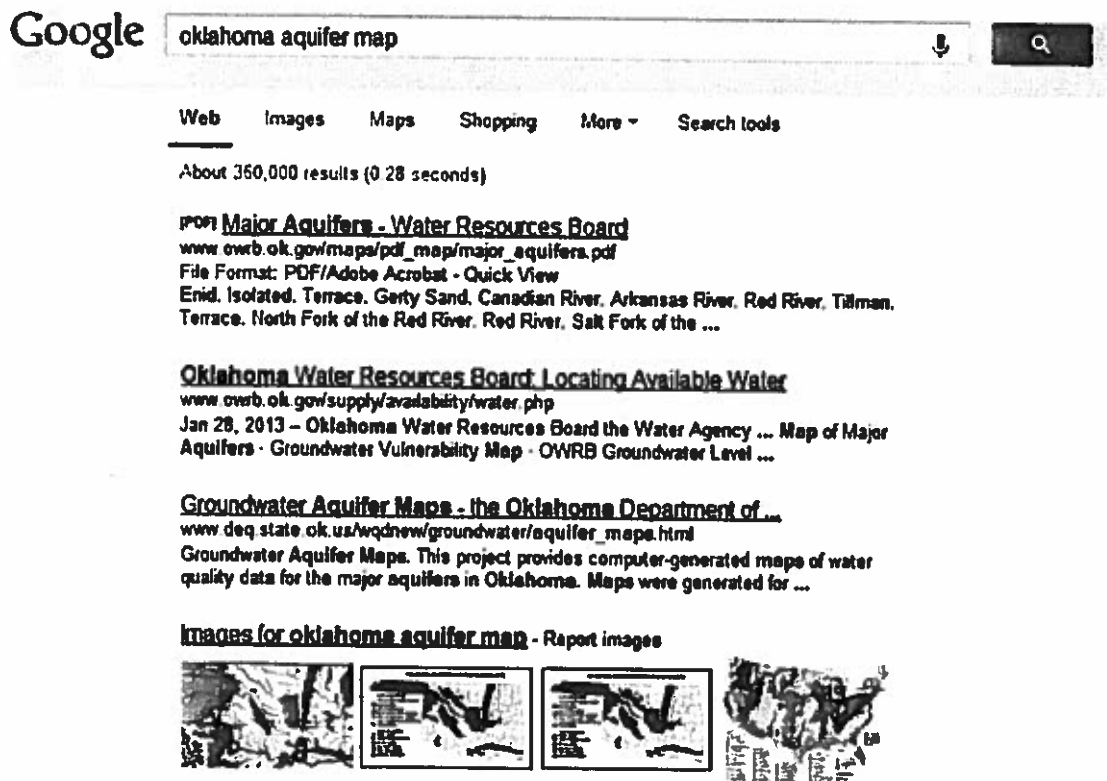 Google oklahoma aquifer map
Web Images Maps Shopping More Search tools
About 360,000 results (0.28 seconds)
[PDF] Major Aquifers - Water Resources Board
www.owrb.ok.gov/maps/pdf_map/major_aquifers.pdf
File Format: PDF/Adobe Acrobat - Quick View
Enid. Isolated. Terrace. Gerty Sand. Canadian River. Arkansas River. Red River. Tillman.
Terrace. North Fork of the Red River. Red River. Salt Fork of the ...
Oklahoma Water Resources Board: Locating Available Water
www.owrb.ok.gov/supply/availability/water.php
Jan 28, 2013 – Oklahoma Water Resources Board the Water Agency ... Map of Major
Aquifers · Groundwater Vulnerability Map · OWRB Groundwater Level ...
Groundwater Aquifer Maps - the Oklahoma Department of ...
www.deq.state.ok.us/wqdnew/groundwater/aquifer_maps.html
Groundwater Aquifer Maps. This project provides computer-generated maps of water
quality data for the major aquifers in Oklahoma. Maps were generated for ...
Images for oklahoma aquifer map - Report images